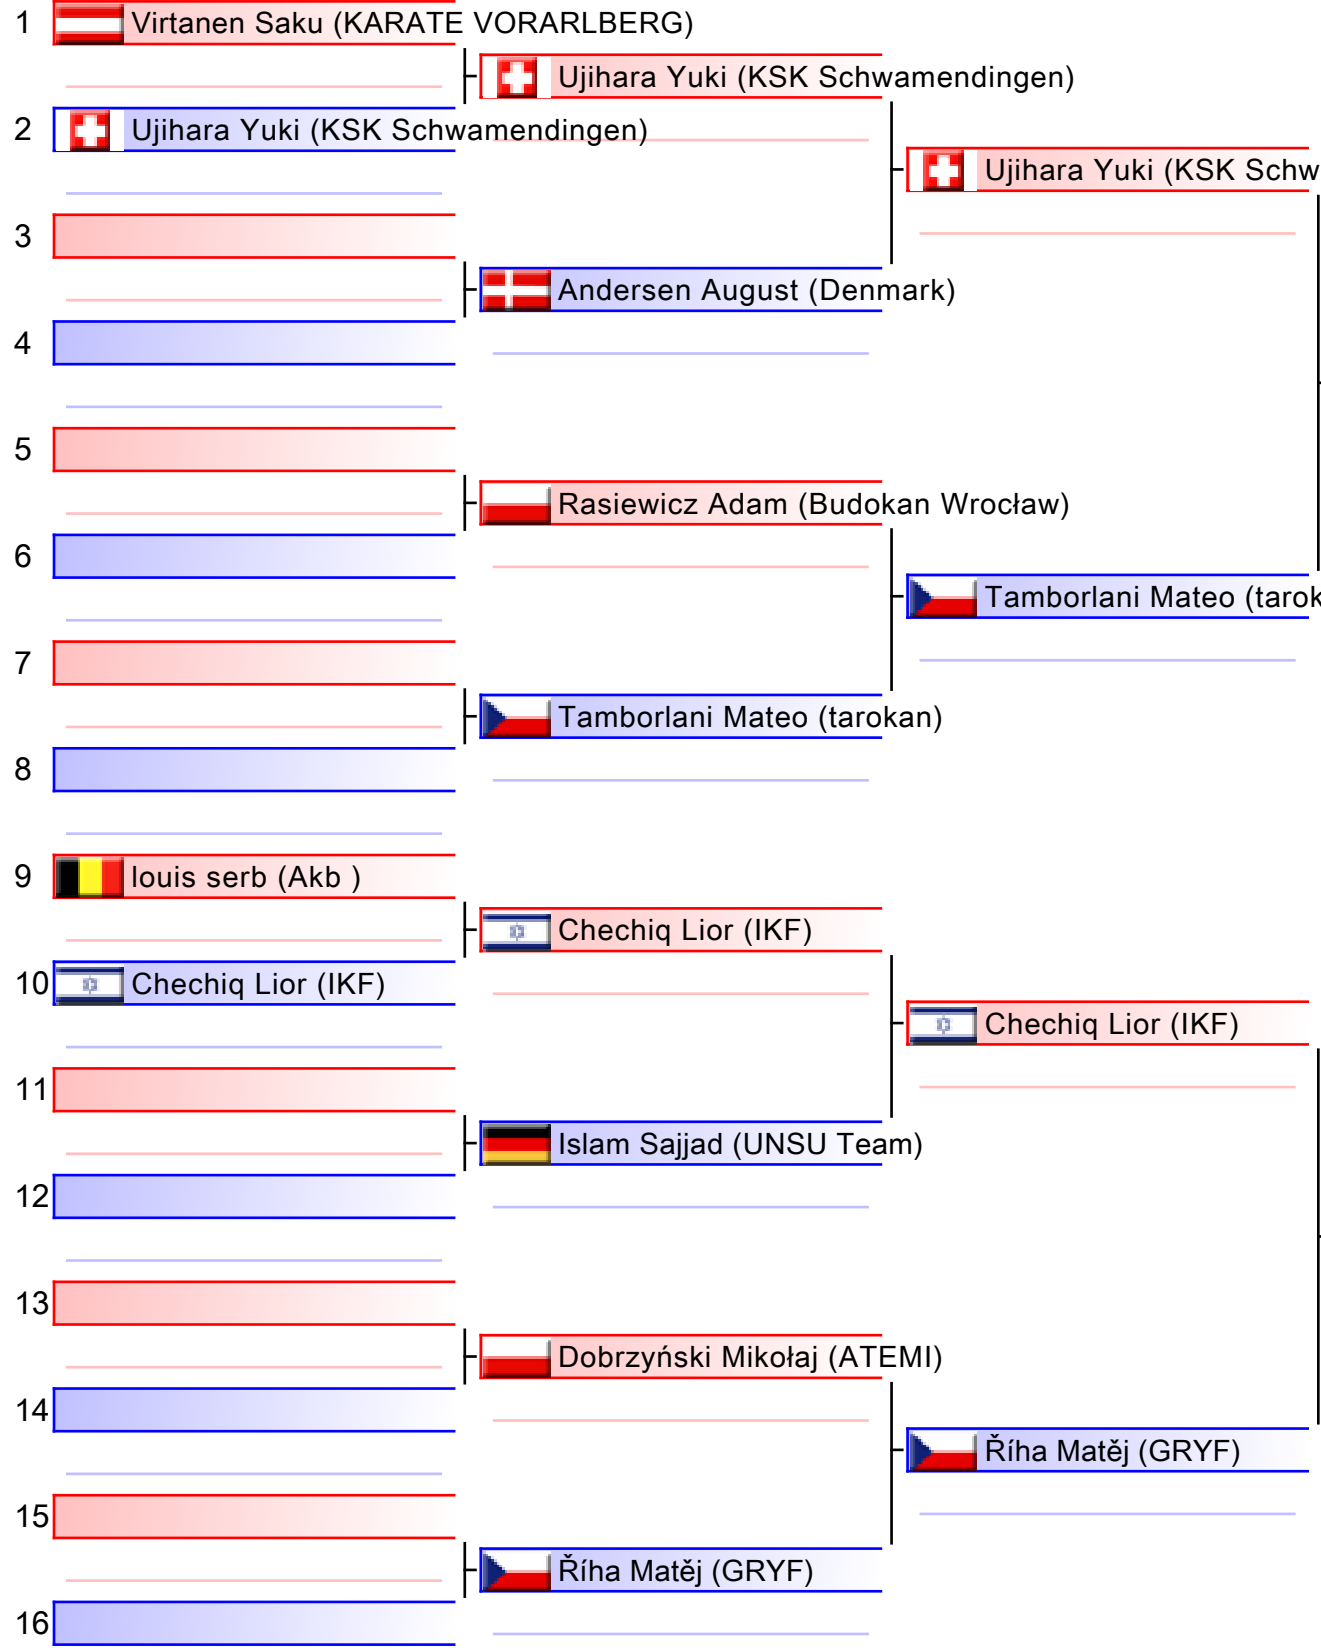 1 Virtanen Saku (KARATE VORARLBERG)
Ujihara Yuki (KSK Schwamendingen)
2 Ujihara Yuki (KSK Schwamendingen)
Ujihara Yuki (KSK Schw
3
Andersen August (Denmark)
4
5
Rasiewicz Adam (Budokan Wrocław)
6
Tamborlani Mateo (tarok
7
Tamborlani Mateo (tarokan)
8
9 louis serb (Akb )
Chechiq Lior (IKF)
10 Chechiq Lior (IKF)
Chechiq Lior (IKF)
11
Islam Sajjad (UNSU Team)
12
13
Dobrzyński Mikołaj (ATEMI)
14
Říha Matěj (GRYF)
15
Říha Matěj (GRYF)
16